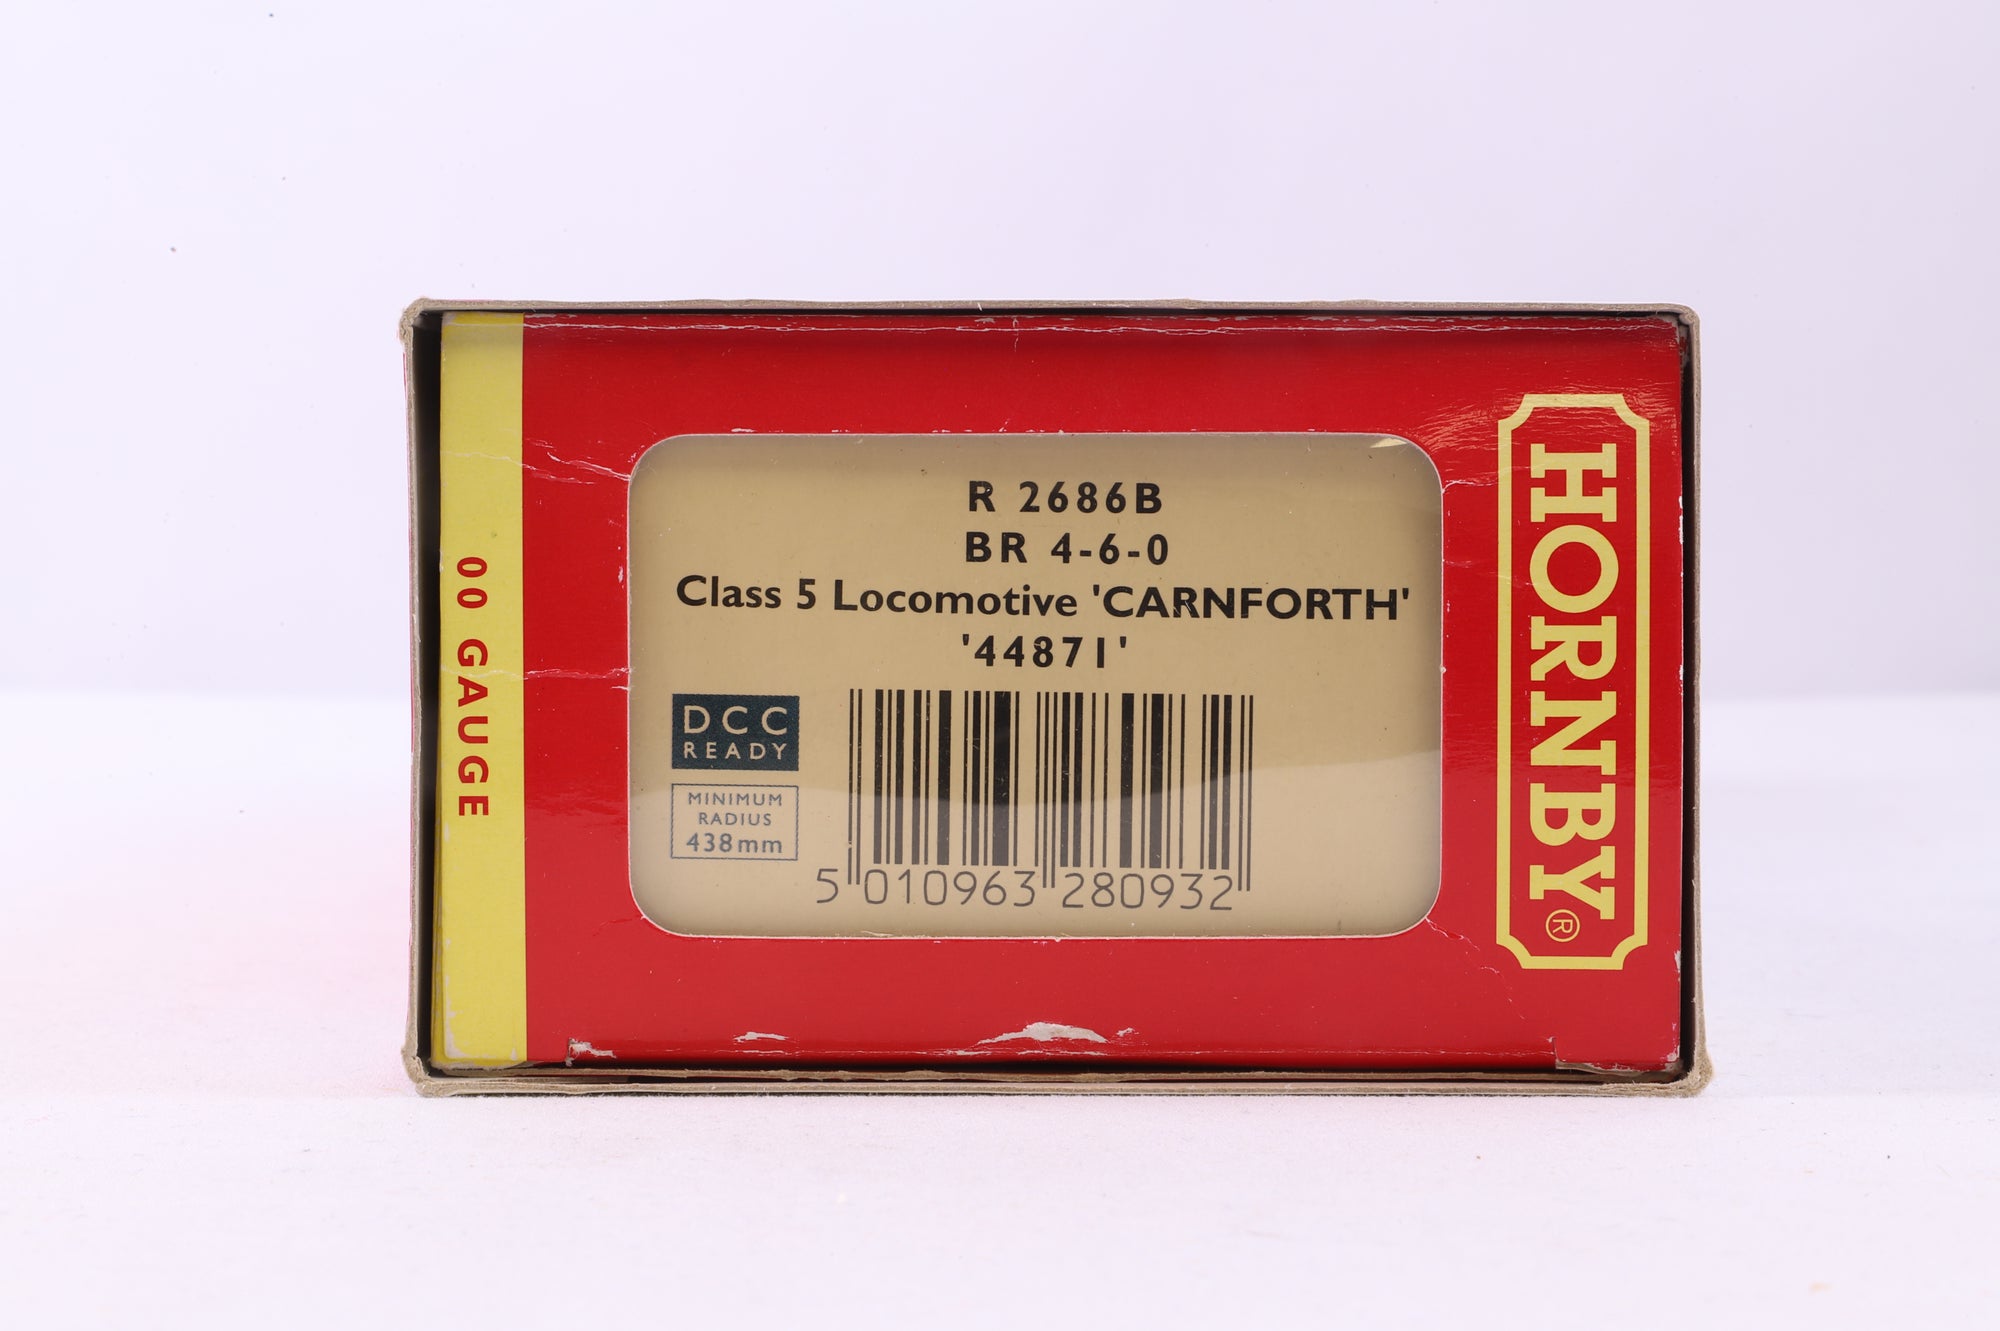 00 GAUGE
R 2686B
BR 4-6-0
Class 5 Locomotive 'CARNFORTH'
'44871'
DCC
READY
MINIMUM
RADIUS
438mm
5 010963 280932
HORNBY®